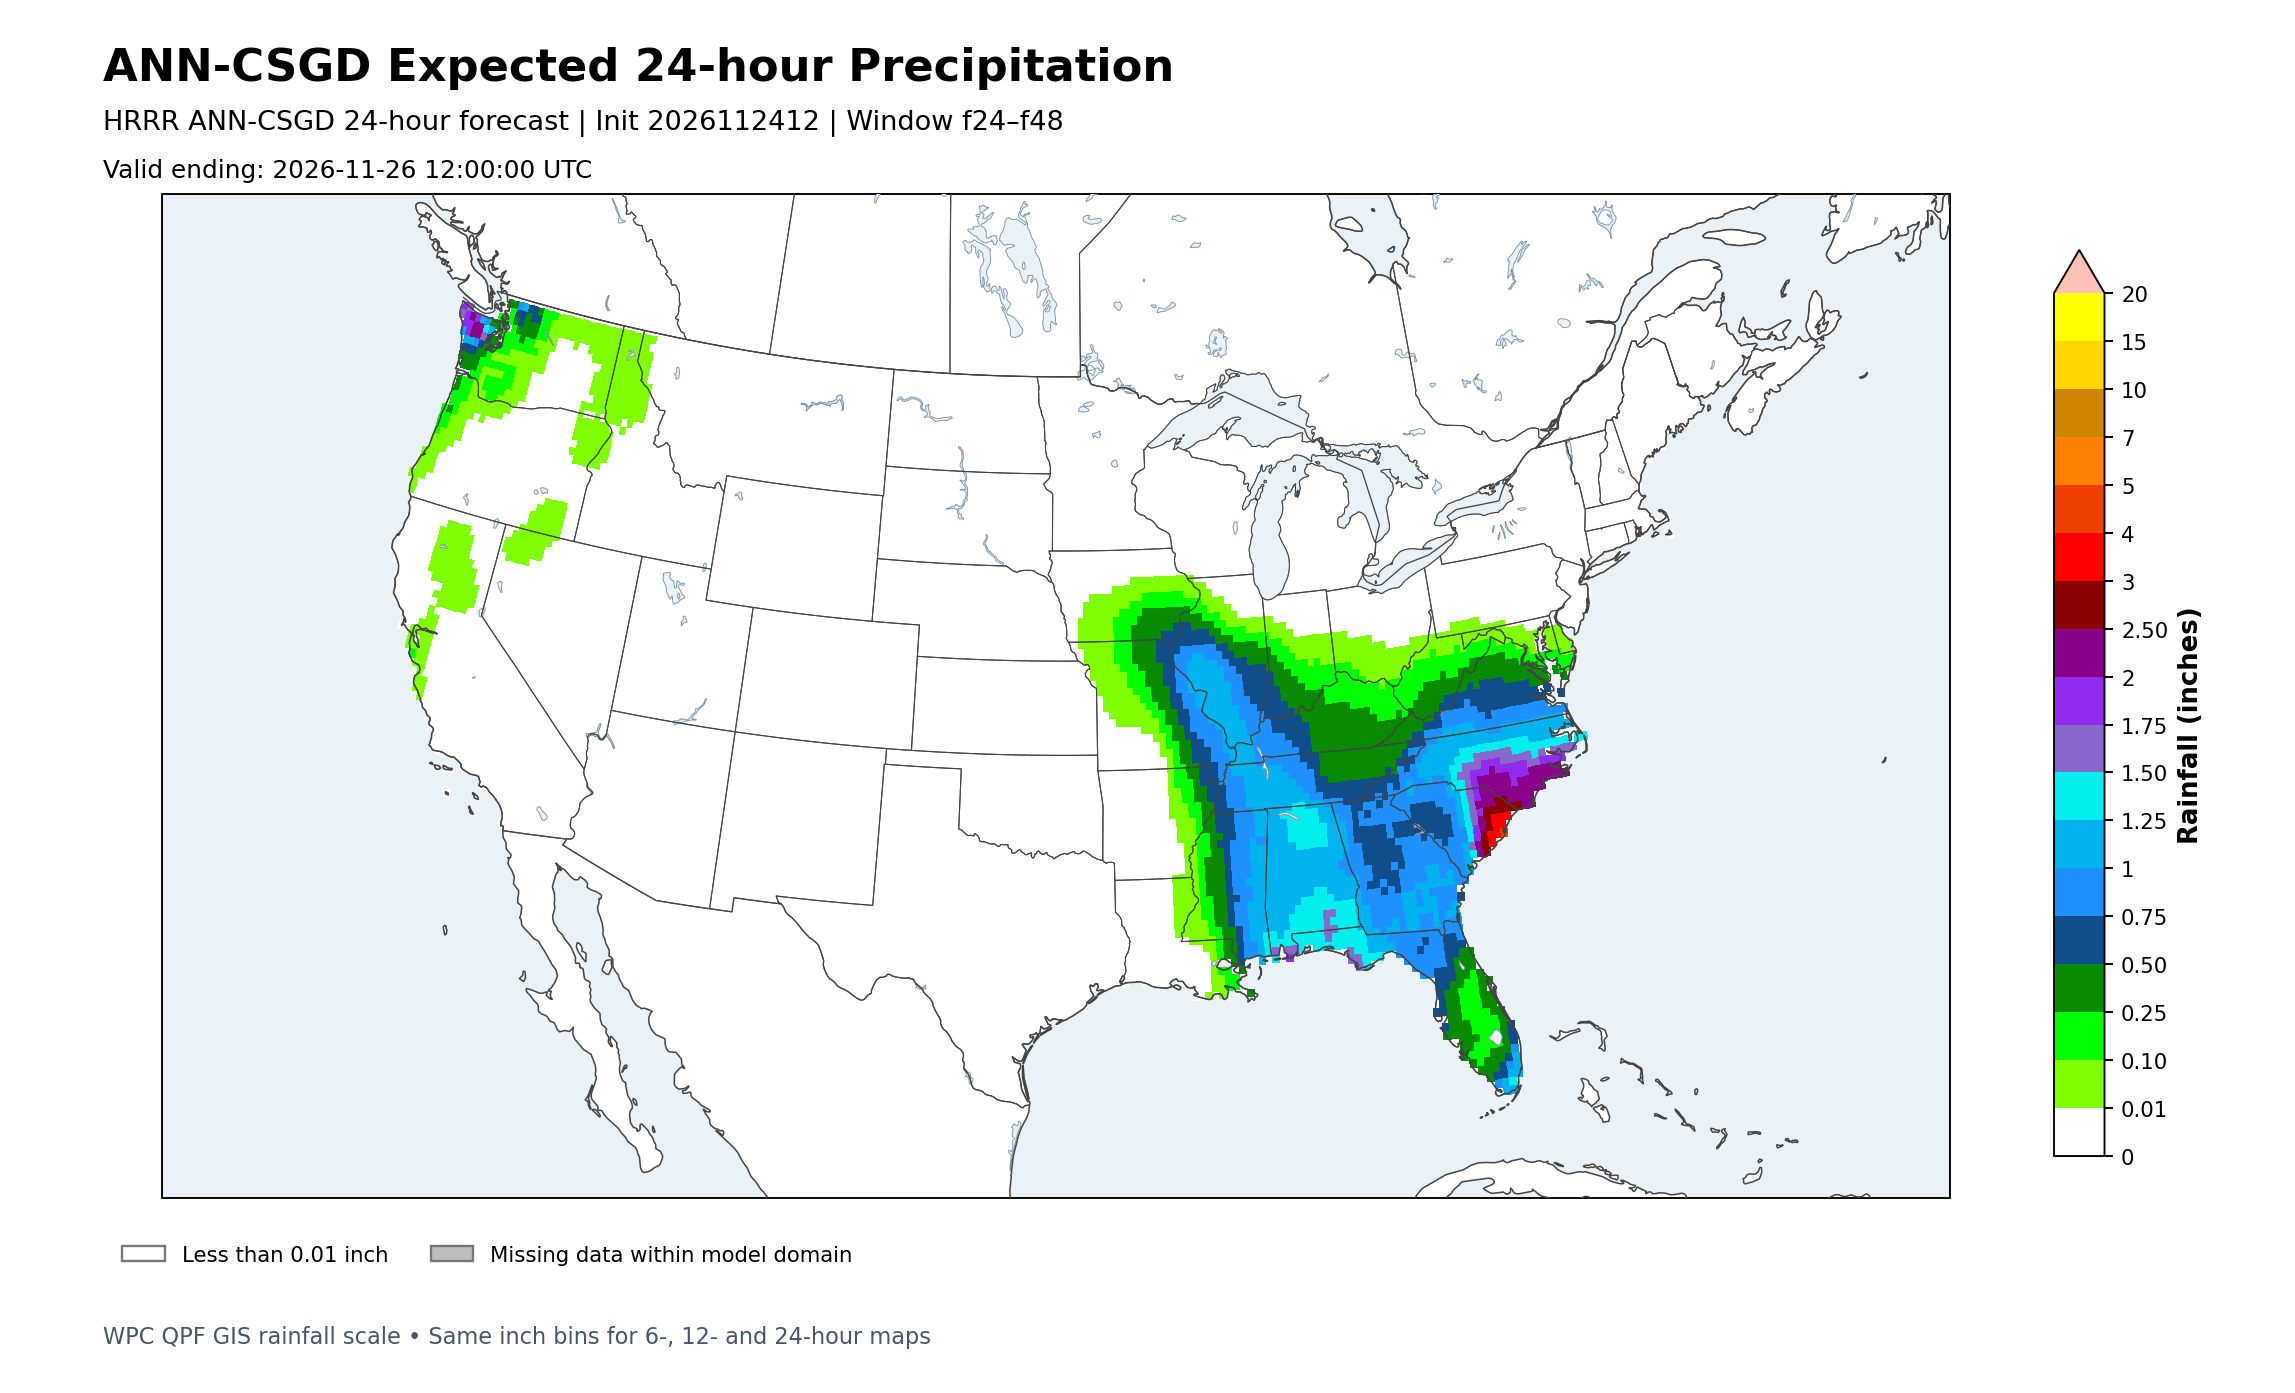 ANN-CSGD Expected 24-hour Precipitation
HRRR ANN-CSGD 24-hour forecast | Init 2026112412 | Window f24–f48
Valid ending: 2026-11-26 12:00:00 UTC
20
15
10
7
5
4
3
2.50
2
1.75
1.50
1.25
1
0.75
0.50
0.25
0.10
0.01
0
Rainfall (inches)
Less than 0.01 inch
Missing data within model domain
WPC QPF GIS rainfall scale • Same inch bins for 6-, 12- and 24-hour maps